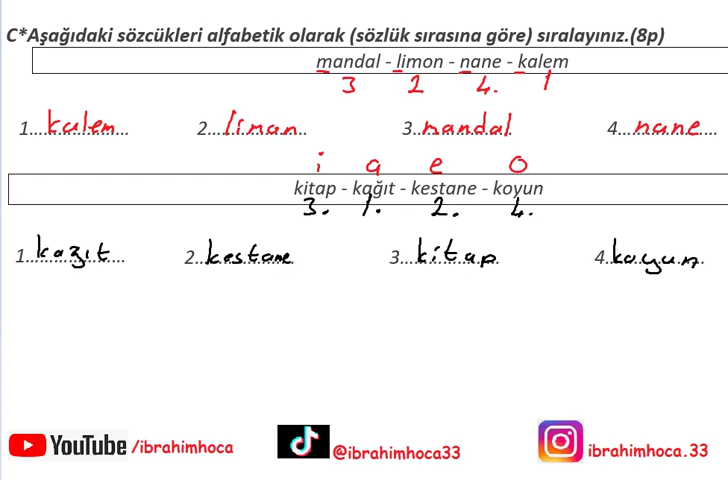 C*Aşağıdaki sözcükleri alfabetik olarak (sözlük sırasına göre) sıralayınız.(8p)
mandal - limon - nane - kalem
3 2 4. 1
1....kalem... 2....liman... 3...mandal. 4...nane....
i a e o
kitap - kağıt - kestane - koyun
3. 1. 2. 4.
1...kağıt... 2...kestane. 3...kitap. 4..koyun.
YouTube /ibrahimhoca @ibrahimhoca33 ibrahimhoca.33